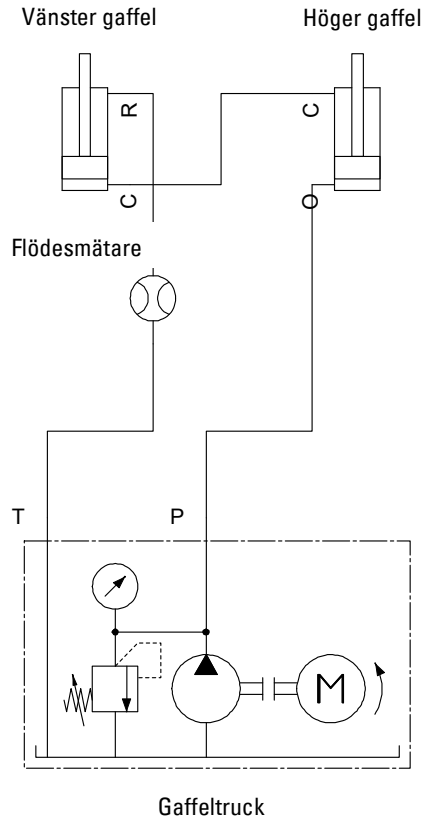 Vänster gaffel
Höger gaffel
R
C
C
O
Flödesmätare
T
P
M
Gaffeltruck